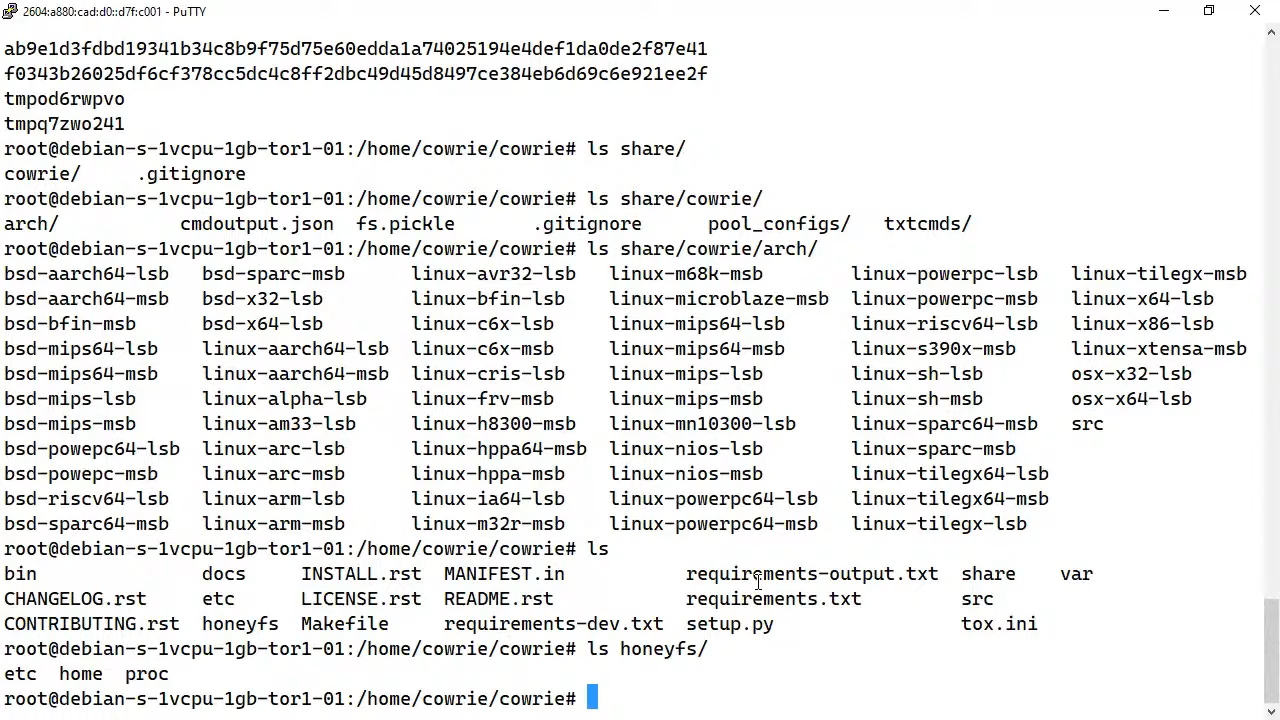 2604:a880:cad:d0::d7f:c001 - PuTTY
ab9e1d3fdbd19341b34c8b9f75d75e60edda1a74025194e4def1da0de2f87e41
f0343b26025df6cf378cc5dc4c8ff2dbc49d45d8497ce384eb6d69c6e921ee2f
tmpod6rwpvo
tmpq7zwo241
root@debian-s-1vcpu-1gb-tor1-01:/home/cowrie/cowrie# ls share/
cowrie/ .gitignore
root@debian-s-1vcpu-1gb-tor1-01:/home/cowrie/cowrie# ls share/cowrie/
arch/ cmdoutput.json fs.pickle .gitignore pool_configs/ txtcmds/
root@debian-s-1vcpu-1gb-tor1-01:/home/cowrie/cowrie# ls share/cowrie/arch/
bsd-aarch64-lsb bsd-sparc-msb linux-avr32-lsb linux-m68k-msb linux-powerpc-lsb linux-tilegx-msb
bsd-aarch64-msb bsd-x32-lsb linux-bfin-lsb linux-microblaze-msb linux-powerpc-msb linux-x64-lsb
bsd-bfin-msb bsd-x64-lsb linux-c6x-lsb linux-mips64-lsb linux-riscv64-lsb linux-x86-lsb
bsd-mips64-lsb linux-aarch64-lsb linux-c6x-msb linux-mips64-msb linux-s390x-msb linux-xtensa-msb
bsd-mips64-msb linux-aarch64-msb linux-cris-lsb linux-mips-lsb linux-sh-lsb osx-x32-lsb
bsd-mips-lsb linux-alpha-lsb linux-frv-msb linux-mips-msb linux-sh-msb osx-x64-lsb
bsd-mips-msb linux-am33-lsb linux-h8300-msb linux-mn10300-lsb linux-sparc64-msb src
bsd-powepc64-lsb linux-arc-lsb linux-hppa64-msb linux-nios-lsb linux-sparc-msb
bsd-powepc-msb linux-arc-msb linux-hppa-msb linux-nios-msb linux-tilegx64-lsb
bsd-riscv64-lsb linux-arm-lsb linux-ia64-lsb linux-powerpc64-lsb linux-tilegx64-msb
bsd-sparc64-msb linux-arm-msb linux-m32r-msb linux-powerpc64-msb linux-tilegx-lsb
root@debian-s-1vcpu-1gb-tor1-01:/home/cowrie/cowrie# ls
bin docs INSTALL.rst MANIFEST.in requirements-output.txt share var
CHANGELOG.rst etc LICENSE.rst README.rst requirements.txt src
CONTRIBUTING.rst honeyfs Makefile requirements-dev.txt setup.py tox.ini
root@debian-s-1vcpu-1gb-tor1-01:/home/cowrie/cowrie# ls honeyfs/
etc home proc
root@debian-s-1vcpu-1gb-tor1-01:/home/cowrie/cowrie#